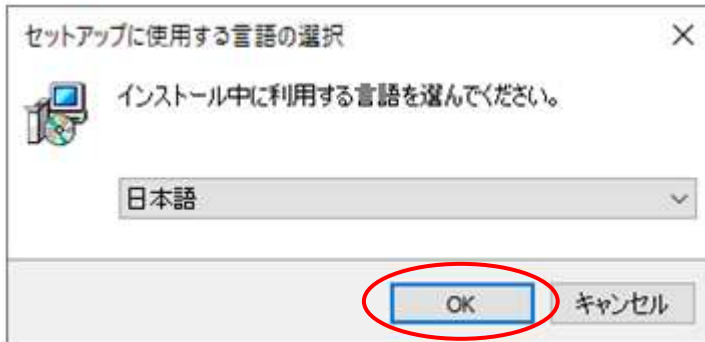 セットアップに使用する言語の選択
インストール中に利用する言語を選んでください。
日本語
OK キャンセル